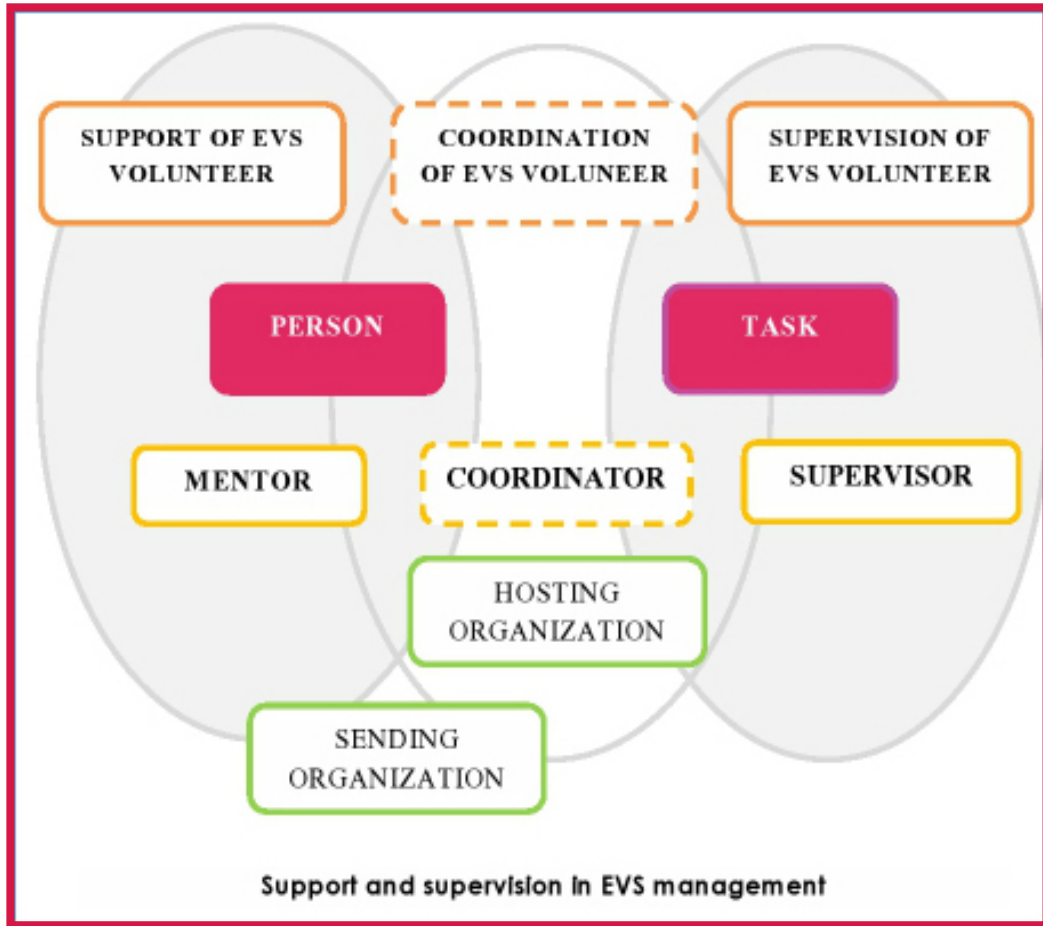 SUPPORT OF EVS
VOLUNTEER
COORDINATION
OF EVS VOLUNEER
SUPERVISION OF
EVS VOLUNTEER
PERSON
TASK
MENTOR
COORDINATOR
SUPERVISOR
HOSTING
ORGANIZATION
SENDING
ORGANIZATION
Support and supervision in EVS management